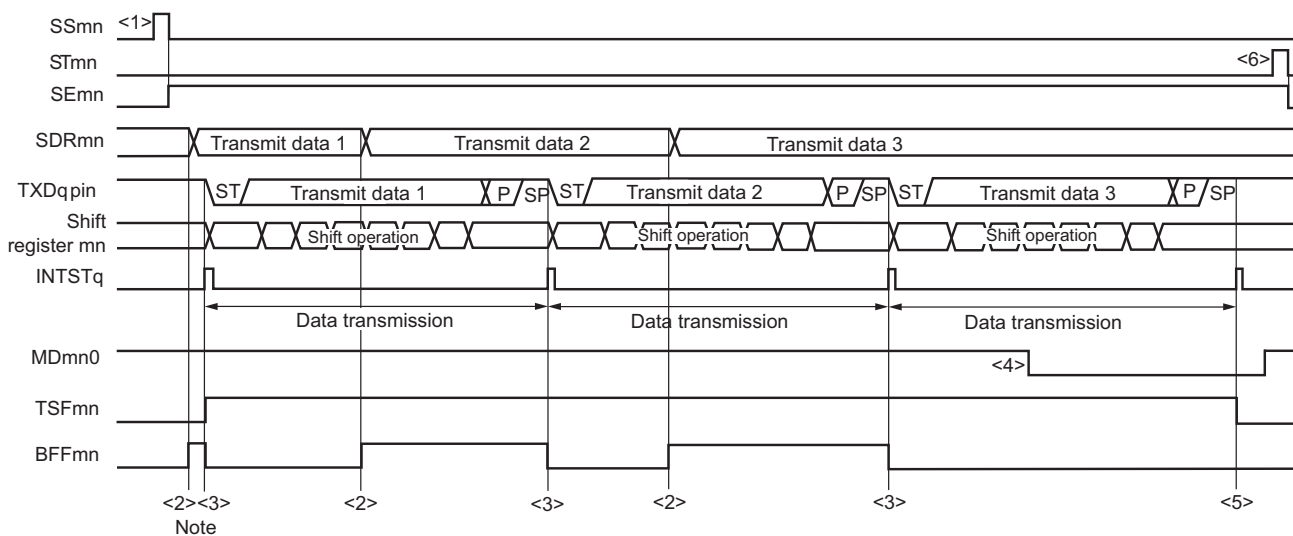 SSmn <1>
STmn <6>
SEmn
SDRmn Transmit data 1 Transmit data 2 Transmit data 3
TXDq pin ST Transmit data 1 P SP ST Transmit data 2 P SP ST Transmit data 3 P SP
Shift
register mn Shift operation Shift operation Shift operation
INTSTq
Data transmission Data transmission Data transmission
MDmn0 <4>
TSFmn
BFFmn
<2> <3> <2> <3> <2> <3> <5>
Note